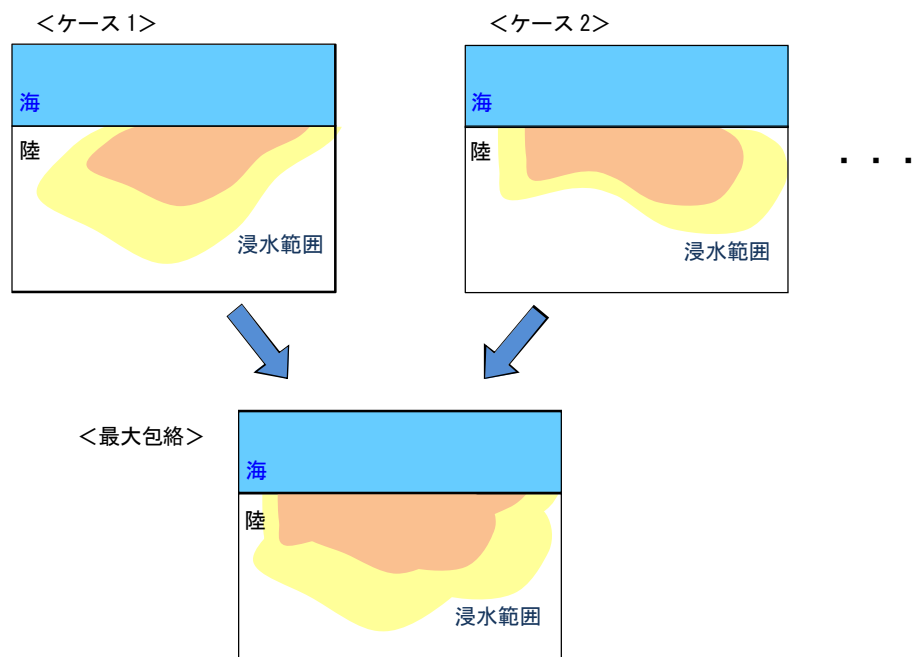 ＜ケース 1＞
海
陸
浸水範囲
＜ケース 2＞
海
陸
浸水範囲
・・・
＜最大包絡＞
海
陸
浸水範囲